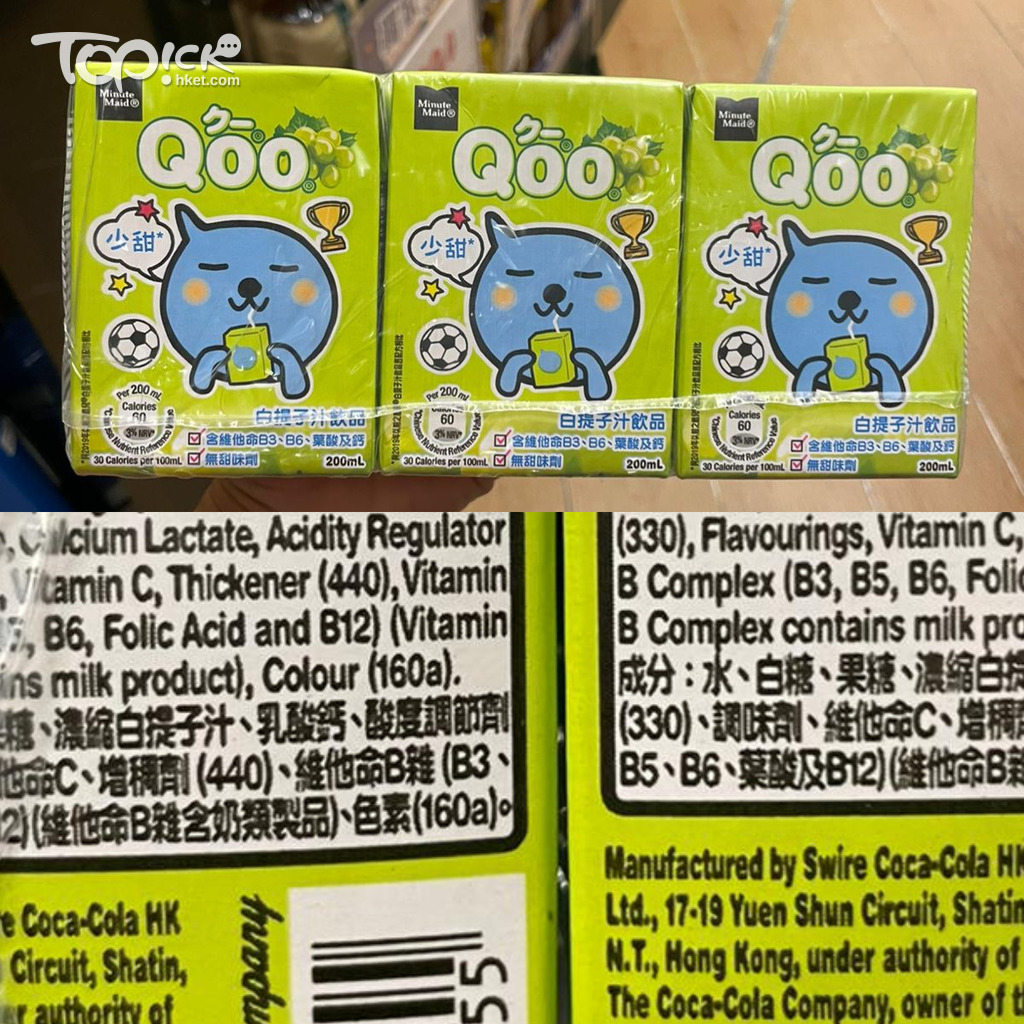 TOPICK
hket.com
Minute
Maid®
クー
Qoo®
少甜*
Per 200 mL
Calories
60
3% NRV*
30 Calories per 100mL
白提子汁飲品
含維他命B3、B6、葉酸及鈣
無甜味劑
200mL
Minute
Maid®
クー
Qoo®
少甜*
Per 200 mL
Calories
60
3% NRV*
30 Calories per 100mL
白提子汁飲品
含維他命B3、B6、葉酸及鈣
無甜味劑
200mL
Minute
Maid®
クー
Qoo®
少甜*
Per 200 mL
Calories
60
3% NRV*
30 Calories per 100mL
白提子汁飲品
含維他命B3、B6、葉酸及鈣
無甜味劑
200mL
Calcium Lactate, Acidity Regulator
, Vitamin C, Thickener (440), Vitamin
, B6, Folic Acid and B12) (Vitamin
ns milk product), Colour (160a).
糖、濃縮白提子汁、乳酸鈣、酸度調節劑
他命C、增稠劑 (440)、維他命B雜 (B3、
12) (維他命B雜含奶類製品)、色素(160a)。
e Coca-Cola HK
Circuit, Shatin,
er authority of
mpany
55
(330), Flavourings, Vitamin C,
B Complex (B3, B5, B6, Folic
B Complex contains milk pro
成分：水、白糖、果糖、濃縮白提
(330)、調味劑、維他命C、增稠
B5、B6、葉酸及B12) (維他命B雜
Manufactured by Swire Coca-Cola HK
Ltd., 17-19 Yuen Shun Circuit, Shatin
N.T., Hong Kong, under authority of
The Coca-Cola Company, owner of t